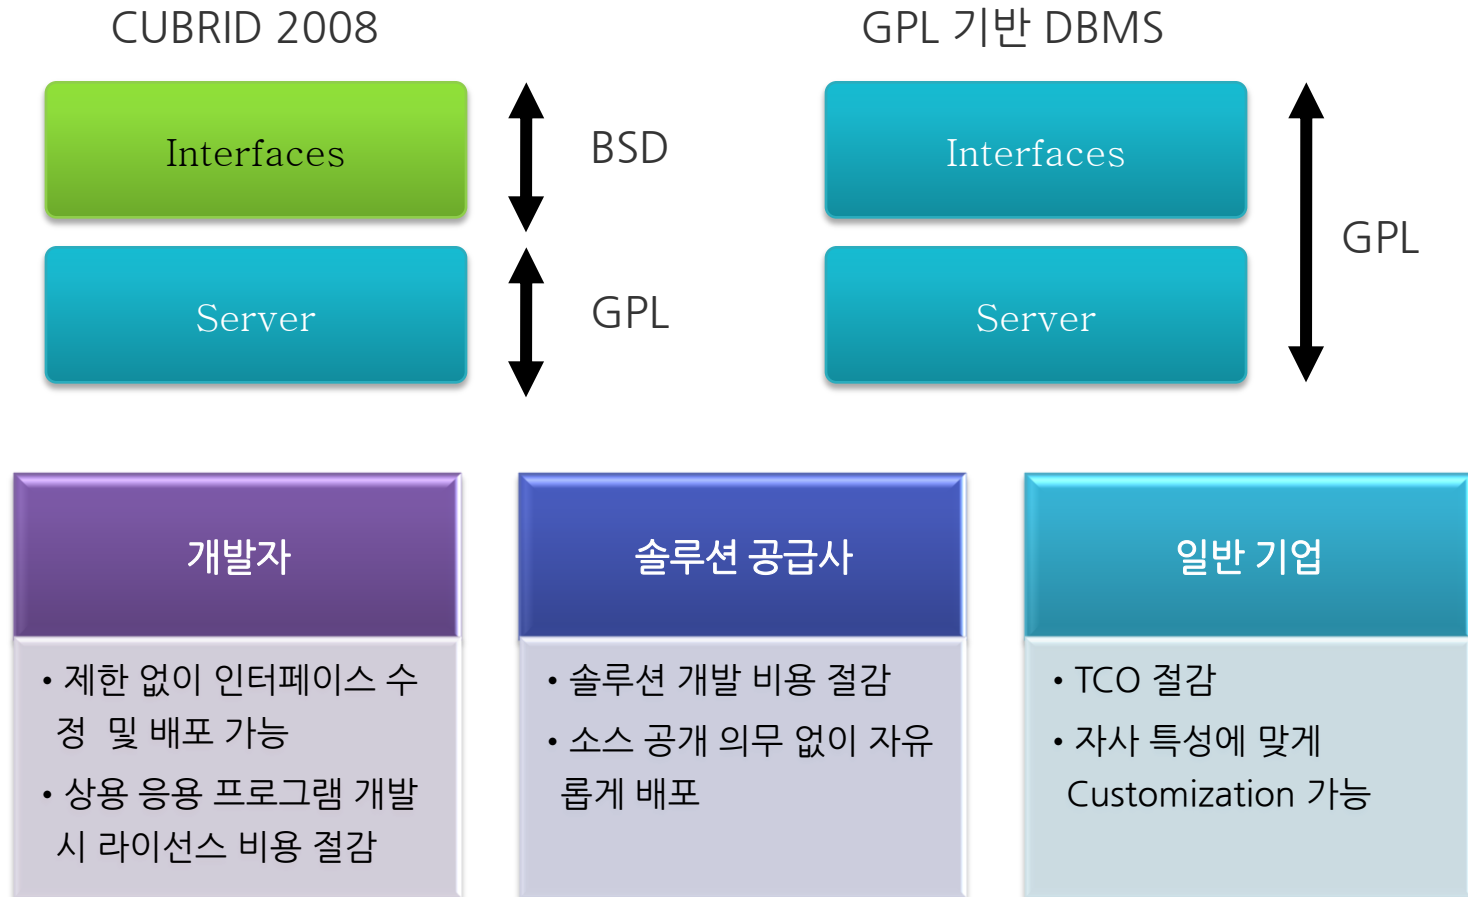 CUBRID 2008
GPL 기반 DBMS
Interfaces
BSD
Server
GPL
Interfaces
Server
GPL
개발자
• 제한 없이 인터페이스 수
정 및 배포 가능
• 상용 응용 프로그램 개발
시 라이선스 비용 절감
솔루션 공급사
• 솔루션 개발 비용 절감
• 소스 공개 의무 없이 자유
롭게 배포
일반 기업
• TCO 절감
• 자사 특성에 맞게
Customization 가능